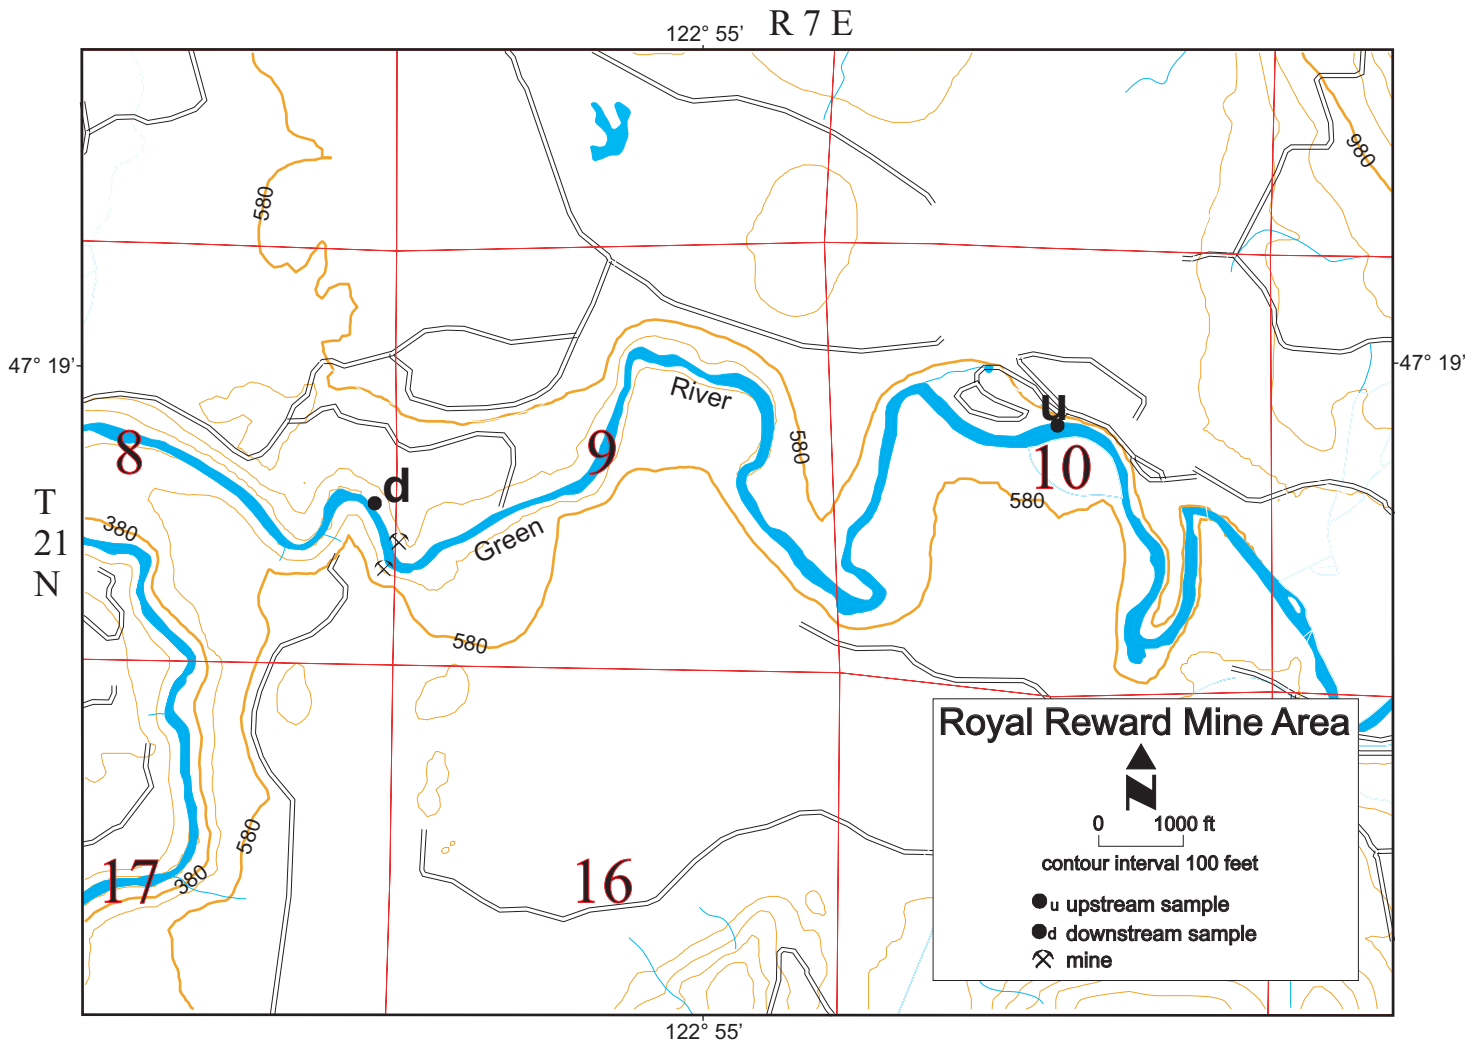 R 7 E
122° 55'
980
580
47° 19'
47° 19'
River
u
8
9
580
10
d
580
T
21
N
380
Green
580
Royal Reward Mine Area
N
0 1000 ft
contour interval 100 feet
u upstream sample
d downstream sample
mine
580
17
380
16
122° 55'